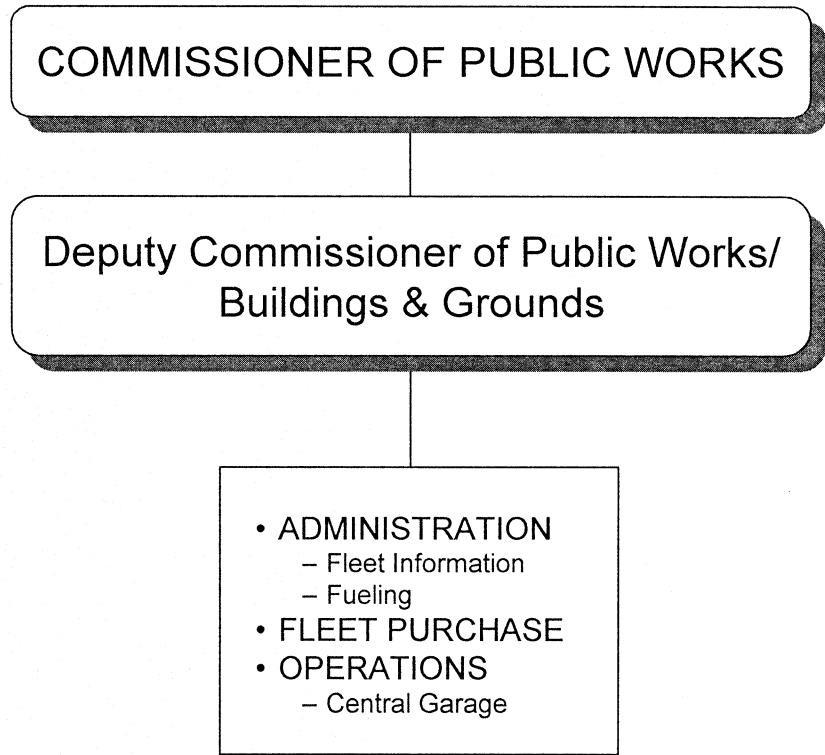 COMMISSIONER OF PUBLIC WORKS
Deputy Commissioner of Public Works/
Buildings & Grounds
• ADMINISTRATION
– Fleet Information
– Fueling
• FLEET PURCHASE
• OPERATIONS
– Central Garage